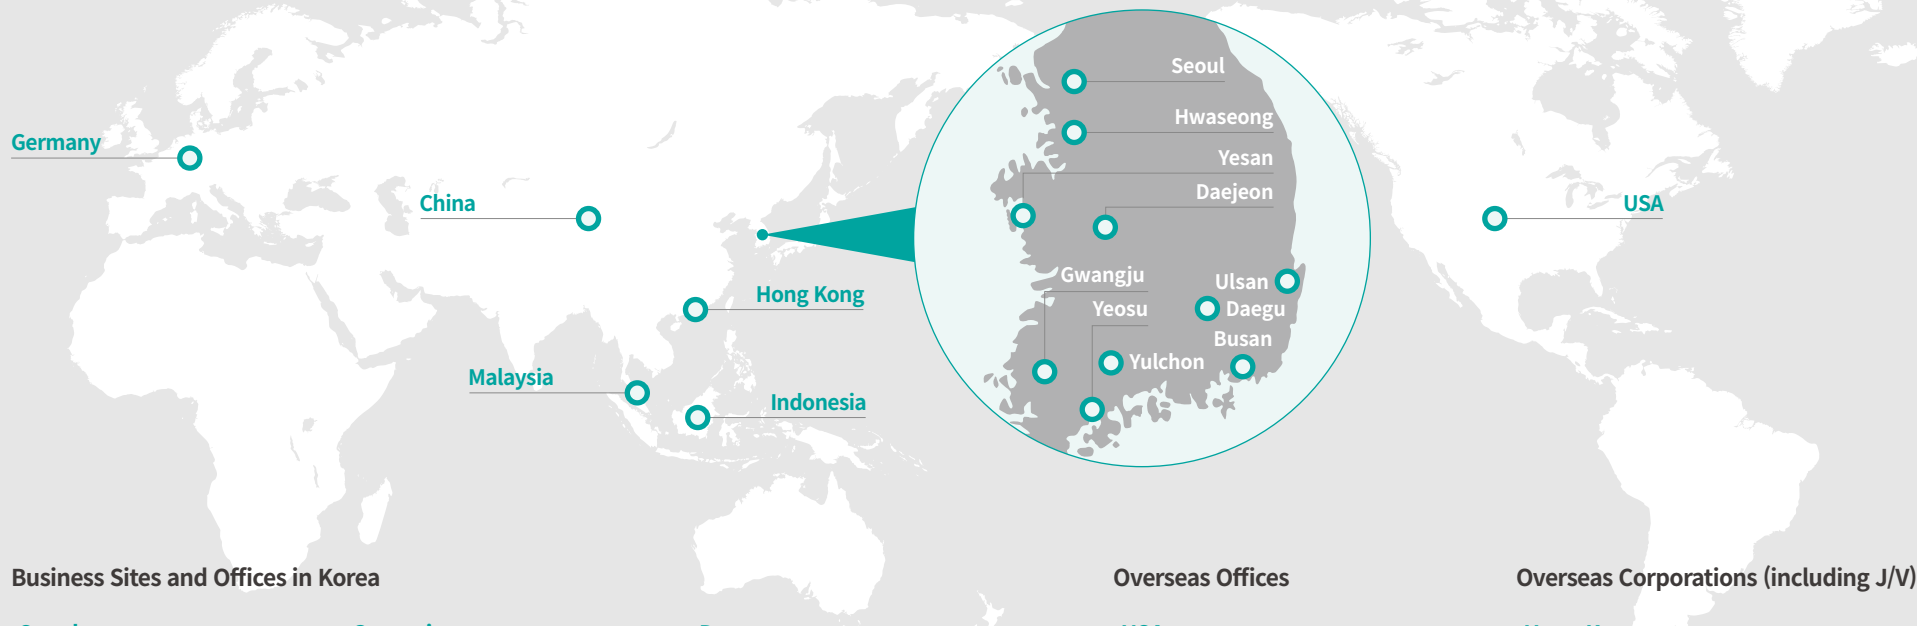 Seoul
Hwaseong
Germany
Yesan
Daejeon
China
USA
Gwangju
Ulsan
Hong Kong
Yeosu
Daegu
Busan
Yulchon
Malaysia
Indonesia
Business Sites and Offices in Korea
Overseas Offices
Overseas Corporations (including J/V)